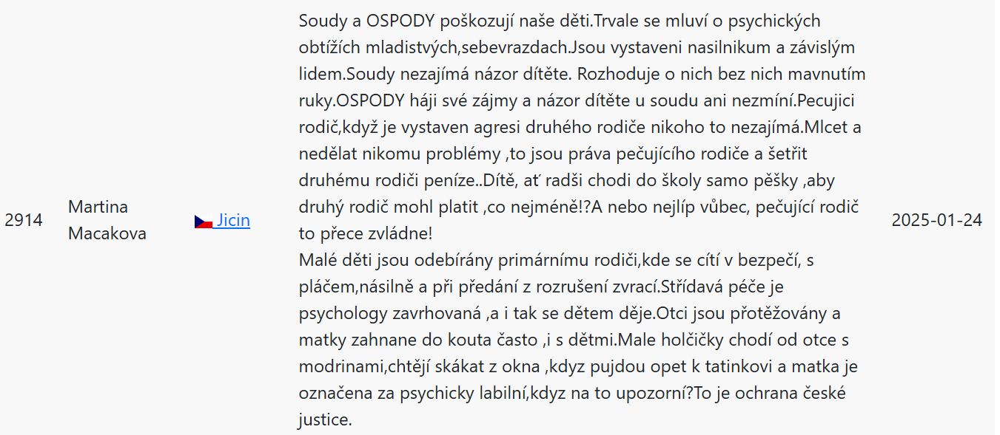 Soudy a OSPODY poškozují naše děti.Trvale se mluví o psychických
obtížích mladistvých,sebevrazdach.Jsou vystaveni nasilnikum a závislým
lidem.Soudy nezajímá názor dítěte. Rozhoduje o nich bez nich mavnutím
ruky.OSPODY háji své zájmy a názor dítěte u soudu ani nezmíní.Pecujici
rodič,když je vystaven agresi druhého rodiče nikoho to nezajímá.Mlcet a
nedělat nikomu problémy ,to jsou práva pečujícího rodiče a šetřit
druhému rodiči peníze..Dítě, ať radši chodi do školy samo pěšky ,aby
druhý rodič mohl platit ,co nejméně!?A nebo nejlíp vůbec, pečující rodič
to přece zvládne!
Malé děti jsou odebírány primárnímu rodiči,kde se cítí v bezpečí, s
pláčem,násilně a při předání z rozrušení zvrací.Střídavá péče je
psychology zavrhovaná ,a i tak se dětem děje.Otci jsou přotěžovány a
matky zahnane do kouta často ,i s dětmi.Male holčičky chodí od otce s
modrinami,chtějí skákat z okna ,kdyz pujdou opet k tatinkovi a matka je
označena za psychicky labilní,kdyz na to upozorní?To je ochrana české
justice.
2914
Martina
Macakova
Jicin
2025-01-24